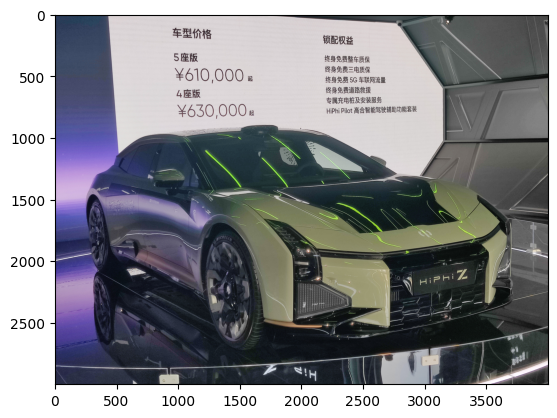 车型价格
5座版
¥610,000 起
4座版
¥630,000 起
锁配权益
终身免费整车质保
终身免费三电质保
终身免费 5G 车联网流量
终身免费道路救援
专属充电桩及安装服务
HiPhi Pilot 高合智能驾驶辅助功能套装
HiPhi Z
0
500
1000
1500
2000
2500
0 500 1000 1500 2000 2500 3000 3500